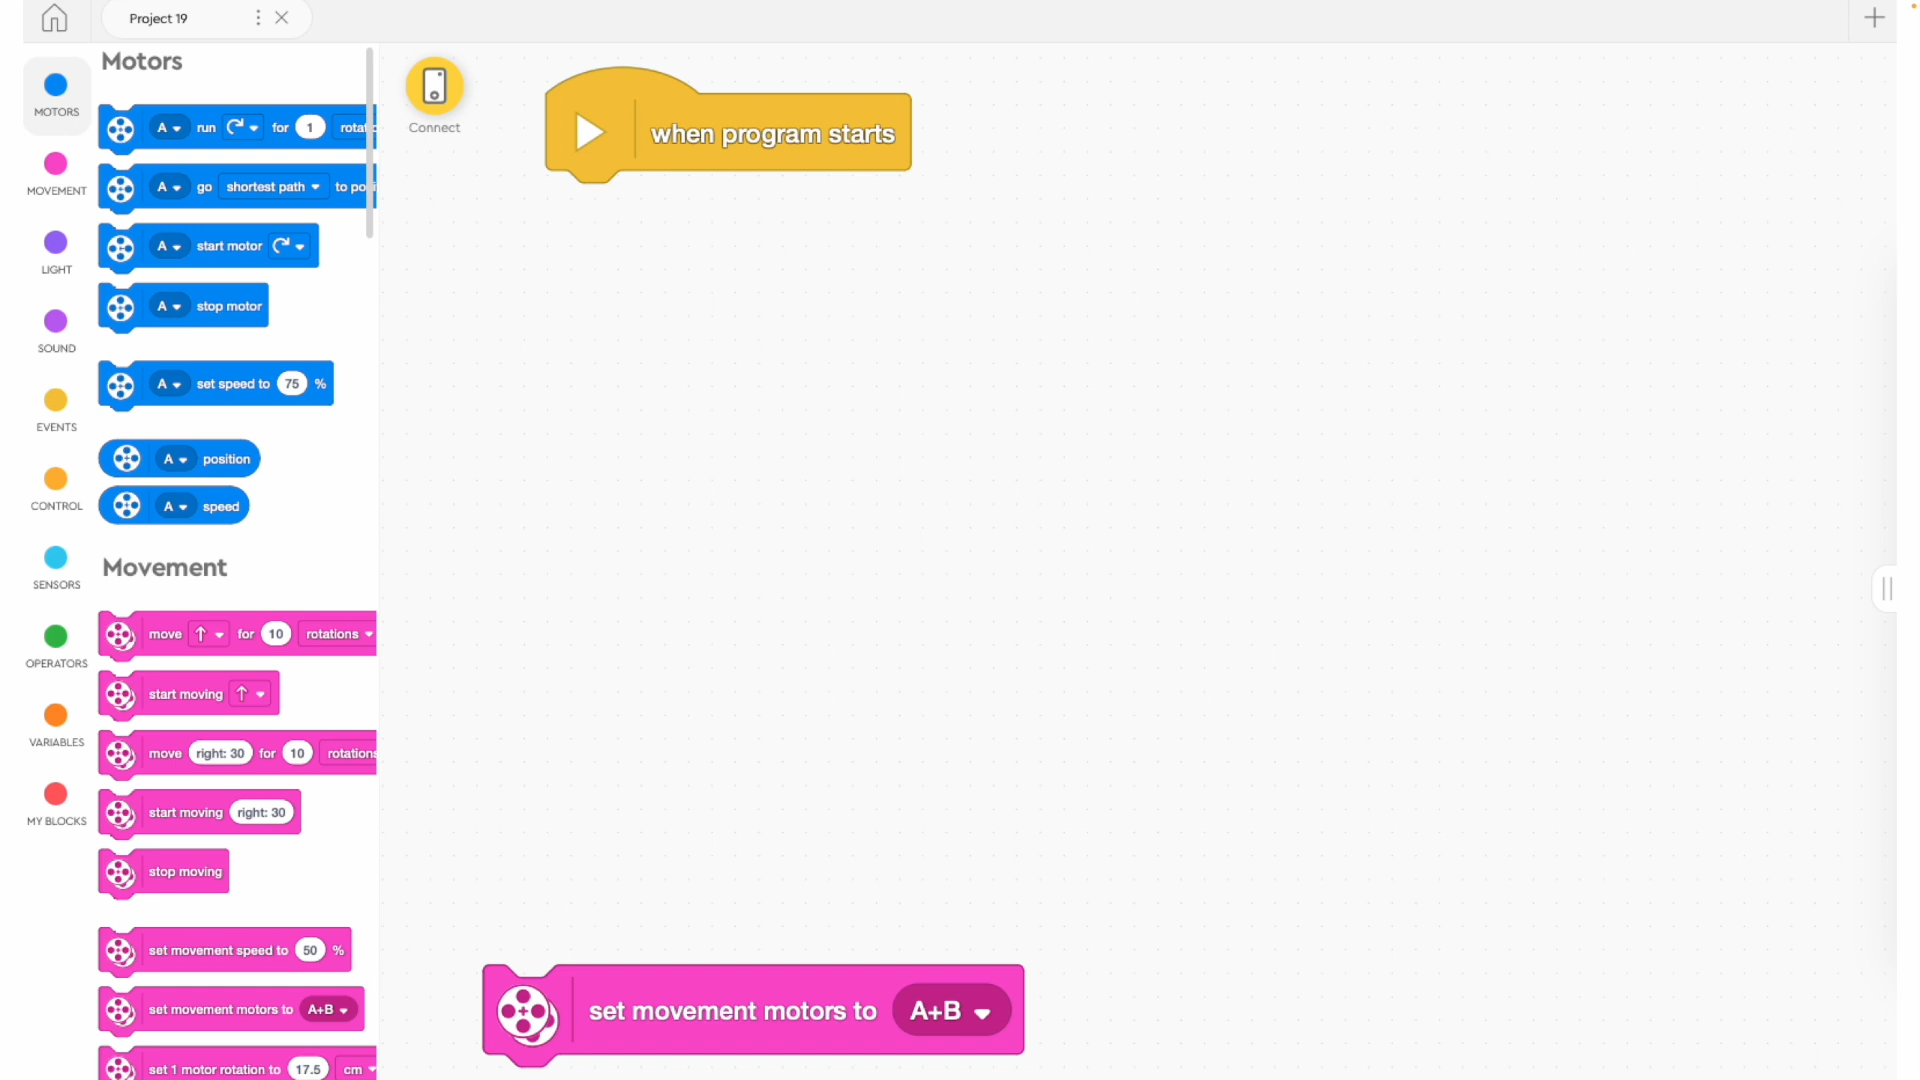 Project 19
Motors
MOTORS
MOVEMENT
LIGHT
SOUND
EVENTS
CONTROL
SENSORS
OPERATORS
VARIABLES
MY BLOCKS
A run for 1
A go shortest path to
A start motor
A stop motor
A set speed to 75 %
A position
A speed
Movement
move for 10 rotations
start moving
move right: 30 for 10 rotations
start moving right: 30
stop moving
set movement speed to 50 %
set movement motors to A+B
set 1 motor rotation to 17.5 cm
Connect
when program starts
set movement motors to A+B